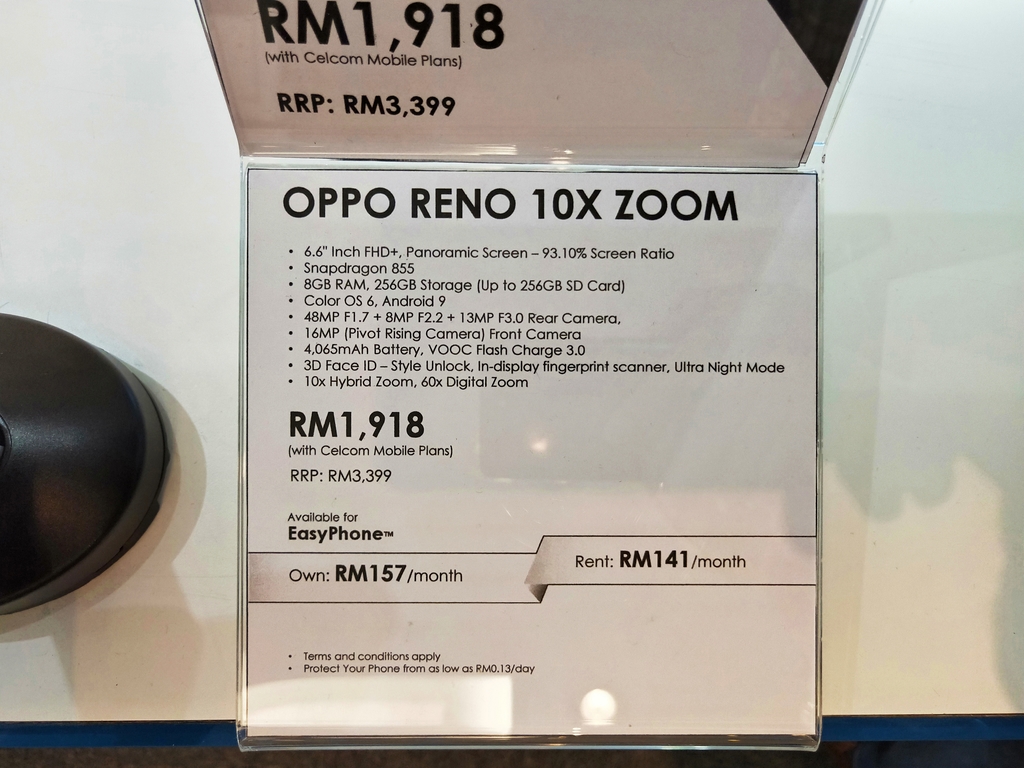 RM1,918
(with Celcom Mobile Plans)
RRP: RM3,399
OPPO RENO 10X ZOOM
• 6.6" Inch FHD+, Panoramic Screen – 93.10% Screen Ratio
• Snapdragon 855
• 8GB RAM, 256GB Storage (Up to 256GB SD Card)
• Color OS 6, Android 9
• 48MP F1.7 + 8MP F2.2 + 13MP F3.0 Rear Camera,
• 16MP (Pivot Rising Camera) Front Camera
• 4,065mAh Battery, VOOC Flash Charge 3.0
• 3D Face ID – Style Unlock, In-display fingerprint scanner, Ultra Night Mode
• 10x Hybrid Zoom, 60x Digital Zoom
RM1,918
(with Celcom Mobile Plans)
RRP: RM3,399
Available for
EasyPhone™
Own: RM157/month
Rent: RM141/month
• Terms and conditions apply
• Protect Your Phone from as low as RM0.13/day